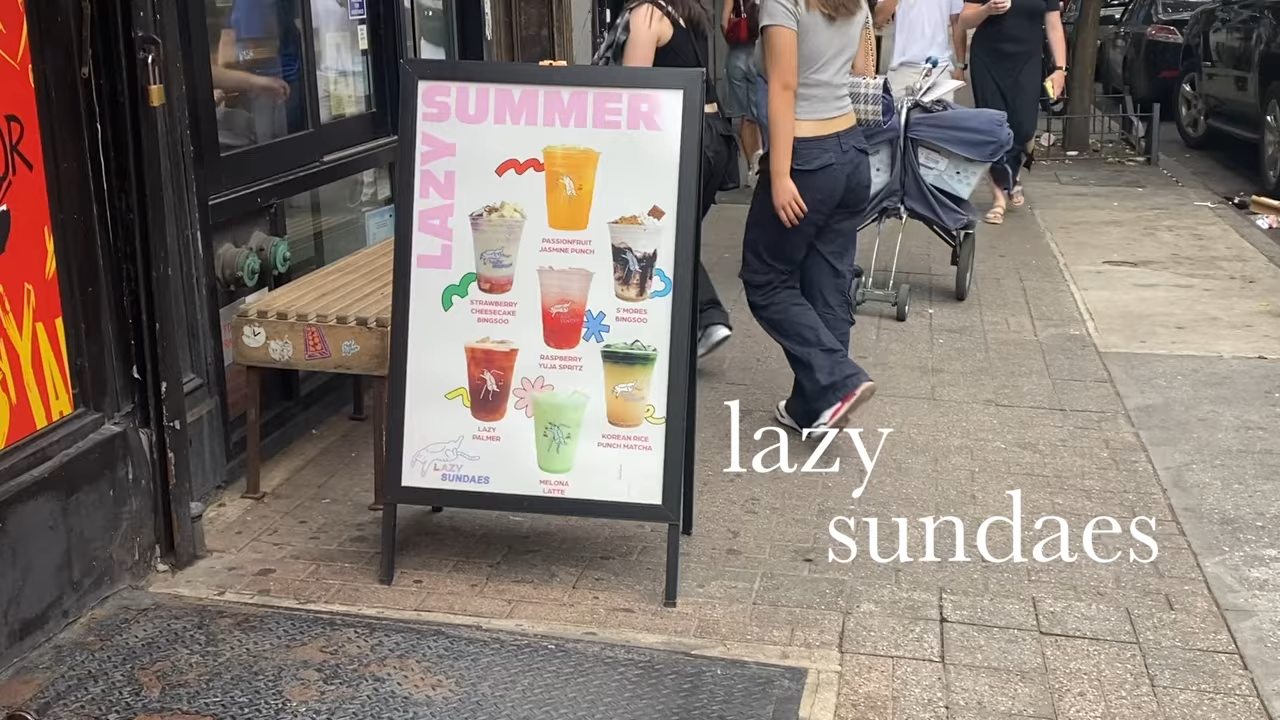 SUMMER
LAZY
PASSIONFRUIT
JASMINE PUNCH
STRAWBERRY
CHEESECAKE
BINGSOO
S'MORES
BINGSOO
RASPBERRY
YUJA SPRITZ
LAZY
PALMER
KOREAN RICE
PUNCH MATCHA
MELONA
LATTE
LAZY
SUNDAES
lazy
sundaes